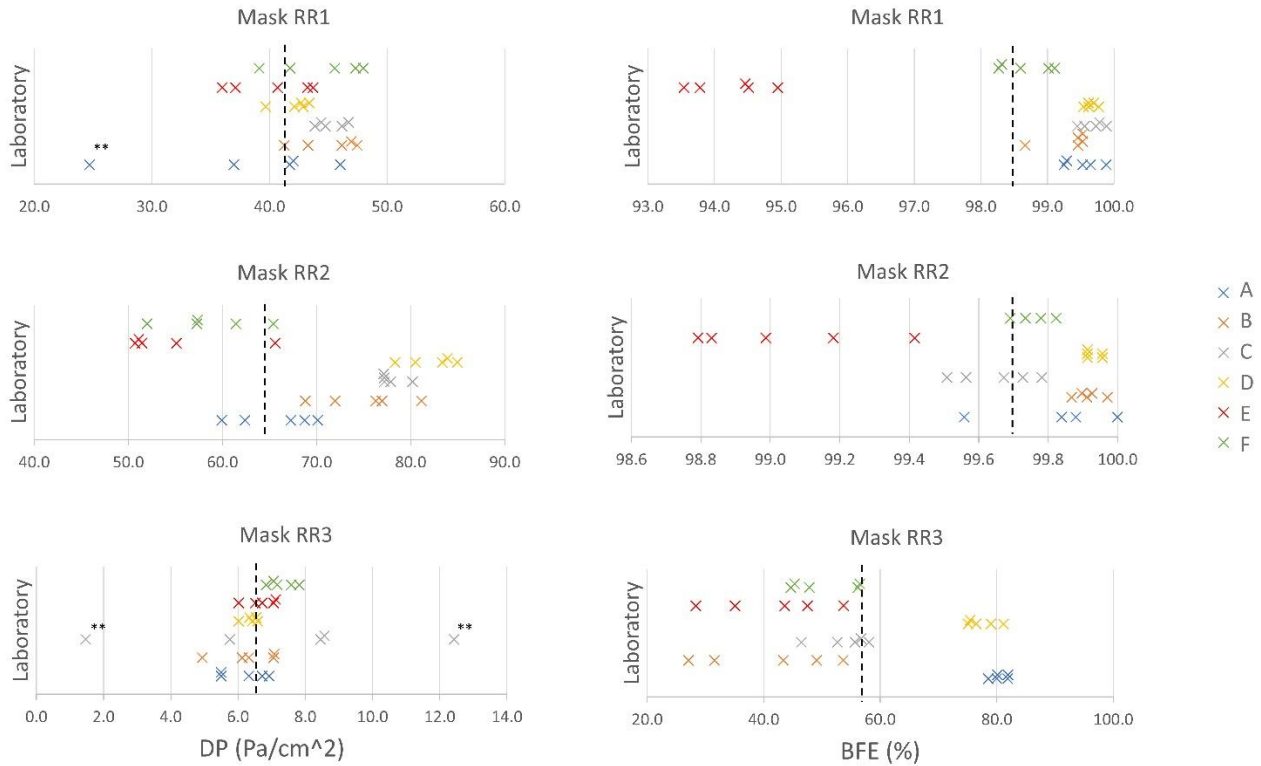 Mask RR1
Laboratory
**
20.0 30.0 40.0 50.0 60.0
Mask RR1
Laboratory
93.0 94.0 95.0 96.0 97.0 98.0 99.0 100.0
Mask RR2
Laboratory
40.0 50.0 60.0 70.0 80.0 90.0
Mask RR2
Laboratory
98.6 98.8 99.0 99.2 99.4 99.6 99.8 100.0
A
B
C
D
E
F
Mask RR3
Laboratory
** **
0.0 2.0 4.0 6.0 8.0 10.0 12.0 14.0
DP (Pa/cm^2)
Mask RR3
Laboratory
20.0 40.0 60.0 80.0 100.0
BFE (%)